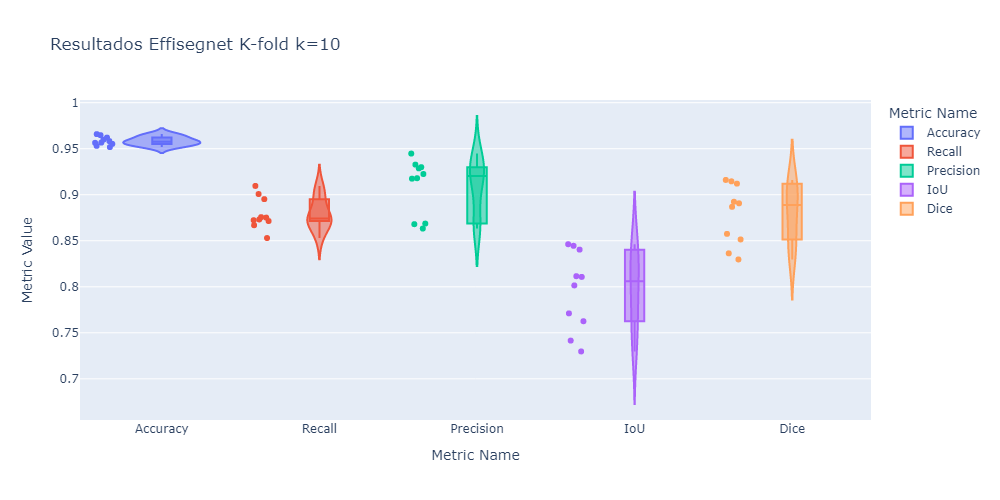 Resultados Effisegnet K-fold k=10
Metric Name
Accuracy
Recall
Precision
IoU
Dice
Metric Value
1
0.95
0.9
0.85
0.8
0.75
0.7
Accuracy Recall Precision IoU Dice
Metric Name